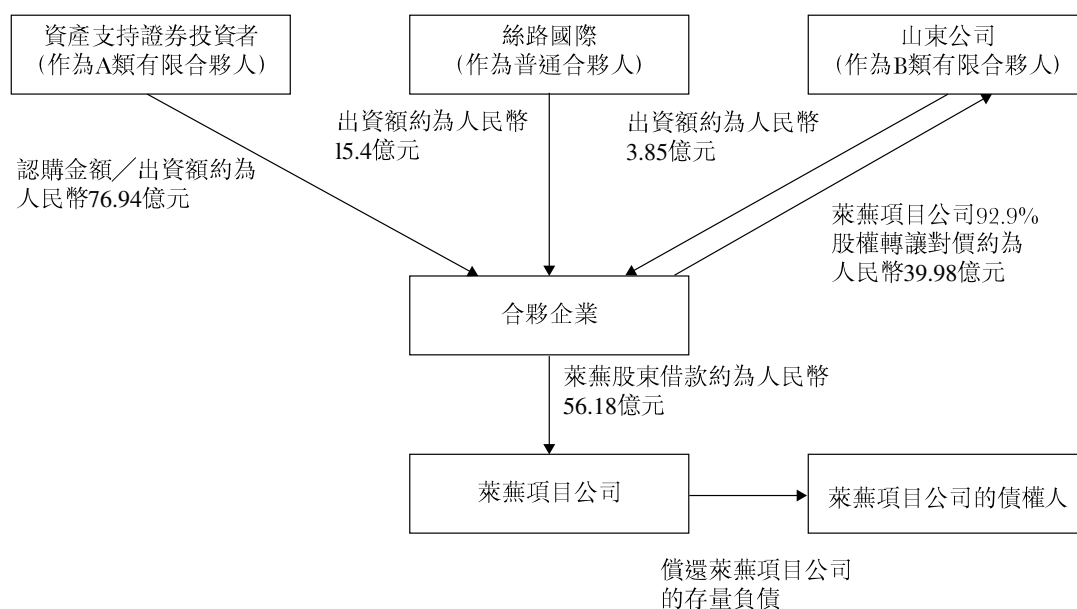 資產支持證券投資者
(作為A類有限合夥人)
絲路國際
(作為普通合夥人)
山東公司
(作為B類有限合夥人)
認購金額／出資額約為
人民幣76.94億元
出資額約為人民幣
15.4億元
出資額約為人民幣
3.85億元
萊蕪項目公司92.9%
股權轉讓對價約為
人民幣39.98億元
合夥企業
萊蕪股東借款約為人民幣
56.18億元
萊蕪項目公司
萊蕪項目公司的債權人
償還萊蕪項目公司
的存量負債